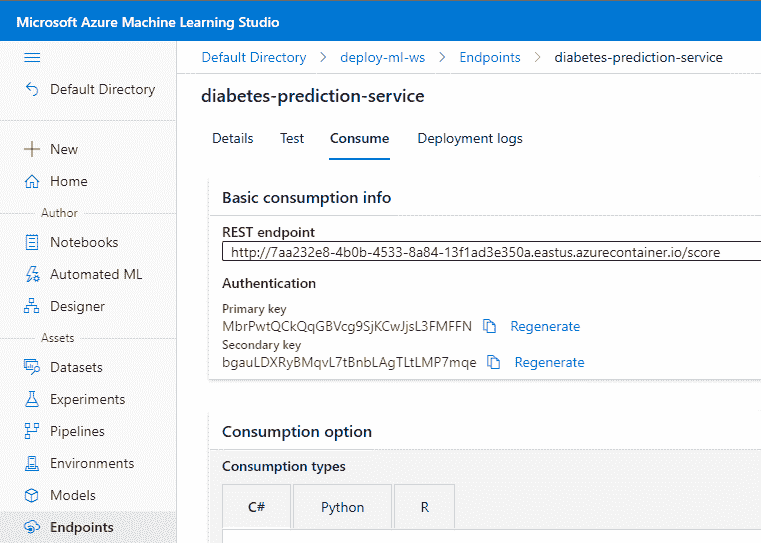 Microsoft Azure Machine Learning Studio
Default Directory > deploy-ml-ws > Endpoints > diabetes-prediction-service
Default Directory
diabetes-prediction-service
Details Test Consume Deployment logs
New
Home
Author
Notebooks
Automated ML
Designer
Assets
Datasets
Experiments
Pipelines
Environments
Models
Endpoints
Basic consumption info
REST endpoint
http://7aa232e8-4b0b-4533-8a84-13f1ad3e350a.eastus.azurecontainer.io/score
Authentication
Primary key
MbrPwtQCkQqGBVcg9SjKCwJjsL3FMFFN Regenerate
Secondary key
bgauLDXRyBMqvL7tBnbLAgTLtLMP7mqe Regenerate
Consumption option
Consumption types
C# Python R